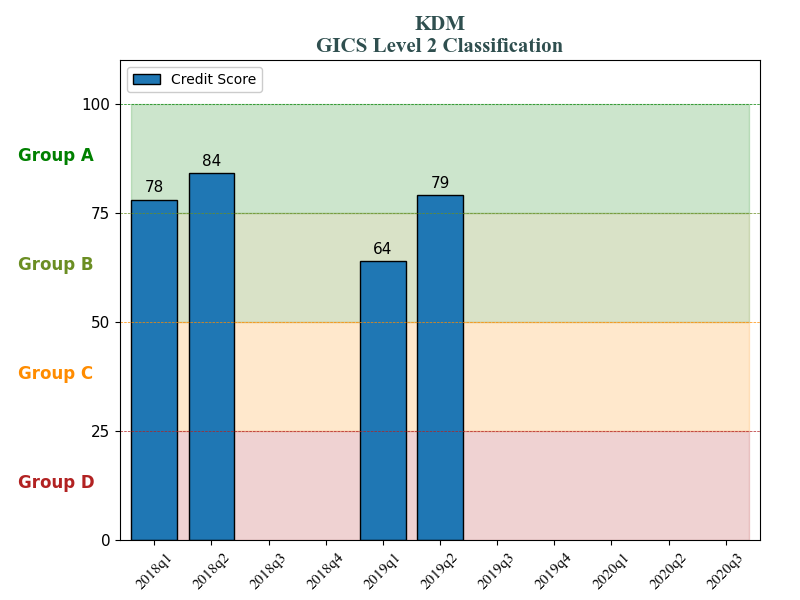 KDM
GICS Level 2 Classification
Credit Score
100
Group A
84
78
79
75
64
Group B
50
Group C
25
Group D
0
2018q1 2018q2 2018q3 2018q4 2019q1 2019q2 2019q3 2019q4 2020q1 2020q2 2020q3